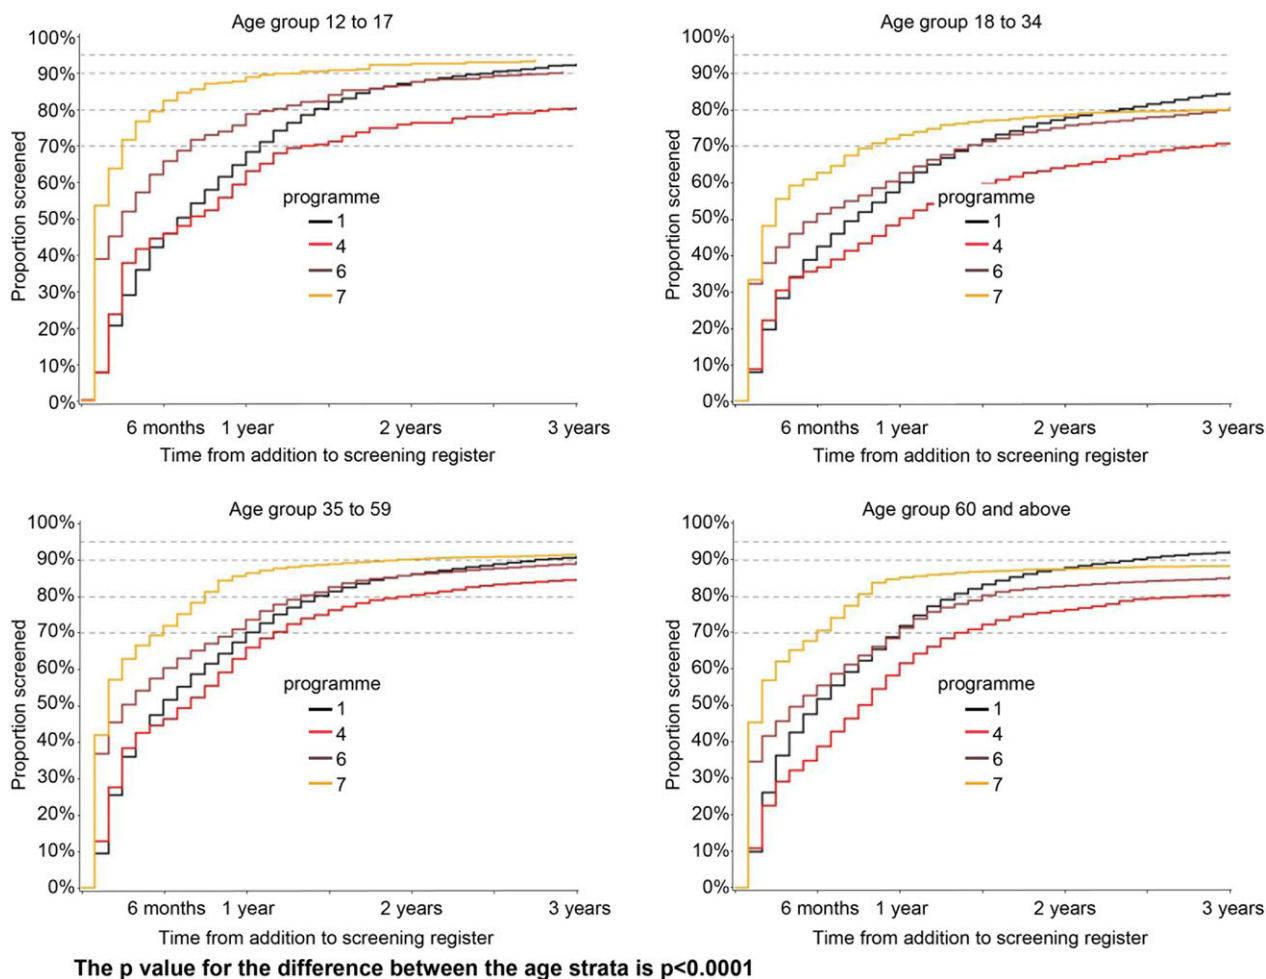 Age group 12 to 17
Proportion screened
100%
90%
80%
70%
60%
50%
40%
30%
20%
10%
0%
programme
1
4
6
7
6 months 1 year 2 years 3 years
Time from addition to screening register
Age group 18 to 34
Proportion screened
100%
90%
80%
70%
60%
50%
40%
30%
20%
10%
0%
programme
1
4
6
7
6 months 1 year 2 years 3 years
Time from addition to screening register
Age group 35 to 59
Proportion screened
100%
90%
80%
70%
60%
50%
40%
30%
20%
10%
0%
programme
1
4
6
7
6 months 1 year 2 years 3 years
Time from addition to screening register
Age group 60 and above
Proportion screened
100%
90%
80%
70%
60%
50%
40%
30%
20%
10%
0%
programme
1
4
6
7
6 months 1 year 2 years 3 years
Time from addition to screening register
The p value for the difference between the age strata is p<0.0001